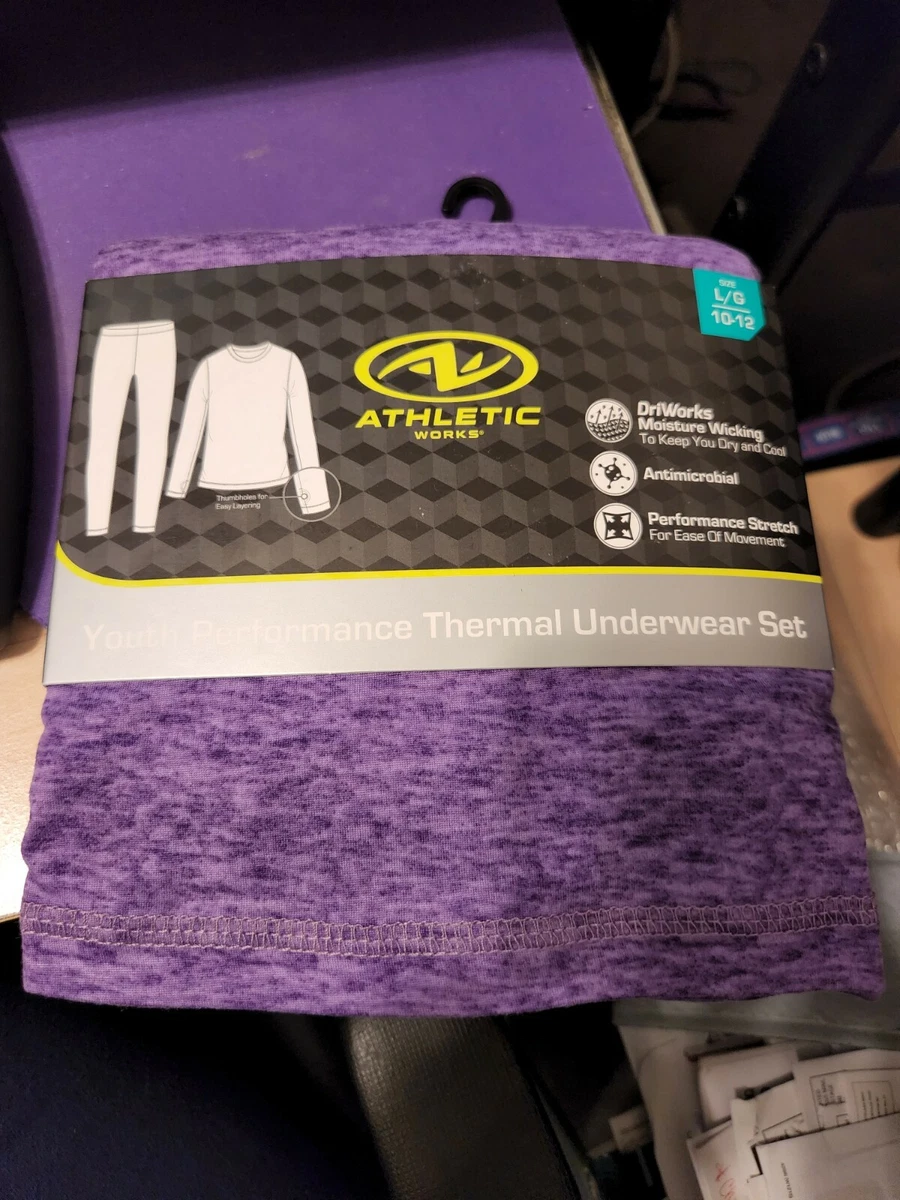 SIZE
L/G
10-12
ATHLETIC
WORKS®
DriWorks
Moisture Wicking
To Keep You Dry and Cool
Antimicrobial
Performance Stretch
For Ease Of Movement
Thumbholes for
Easy Layering
Youth Performance Thermal Underwear Set